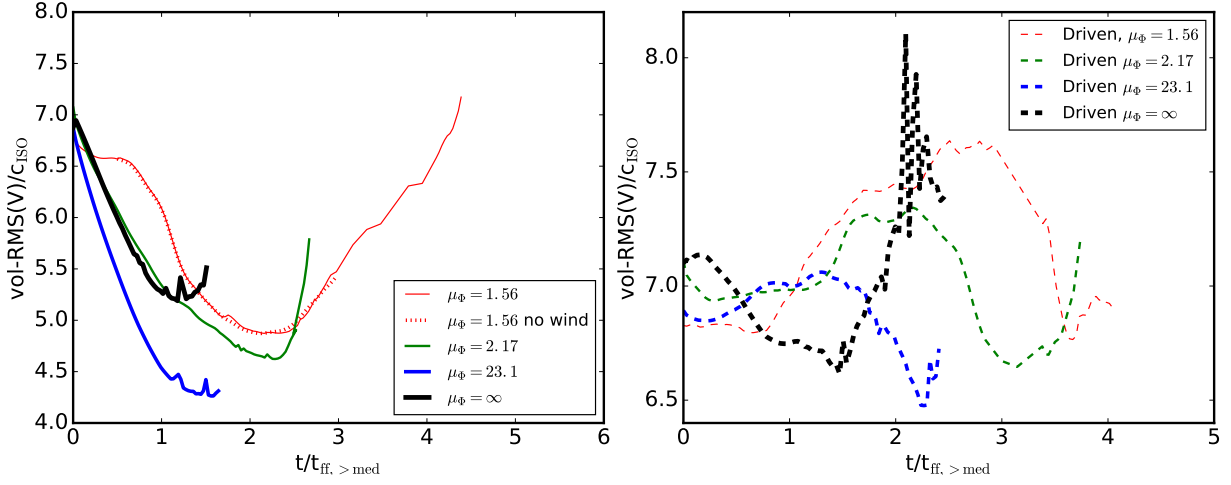 8.0
7.5
7.0
6.5
6.0
5.5
5.0
4.5
4.0
vol-RMS(V)/c_ISO
0 1 2 3 4 5 6
t/t_ff, >med
μ_Φ = 1.56
μ_Φ = 1.56 no wind
μ_Φ = 2.17
μ_Φ = 23.1
μ_Φ = ∞
8.0
7.5
7.0
6.5
vol-RMS(V)/c_ISO
0 1 2 3 4 5
t/t_ff, >med
Driven, μ_Φ = 1.56
Driven μ_Φ = 2.17
Driven μ_Φ = 23.1
Driven μ_Φ = ∞